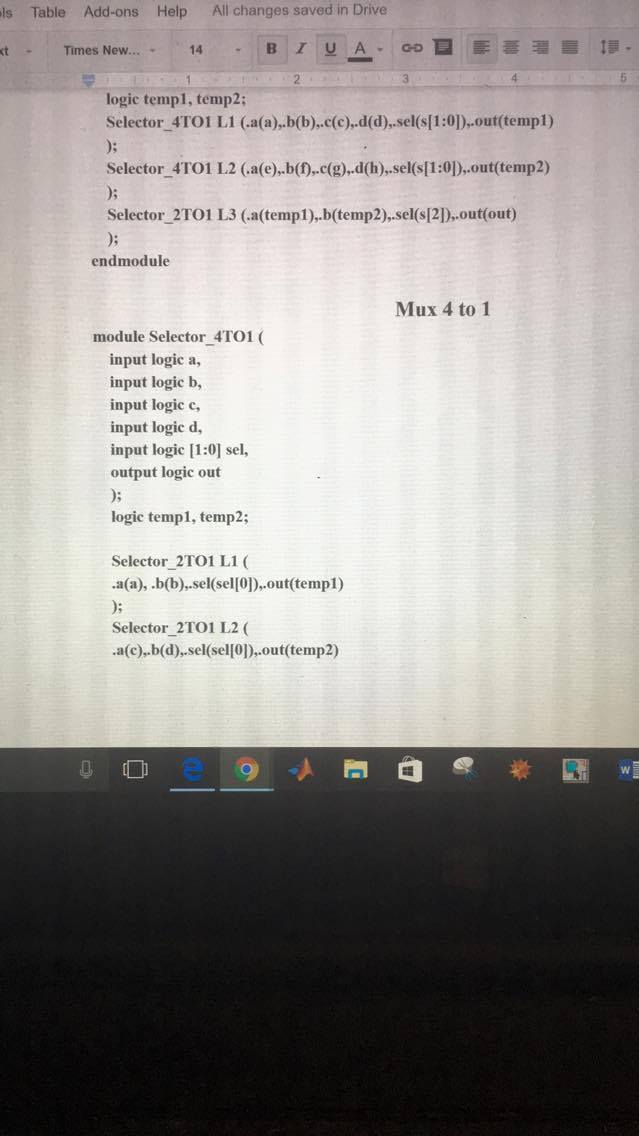 ols Table Add-ons Help All changes saved in Drive
Times New... 14 B I U A
1 2 3 4 5
logic temp1, temp2;
Selector_4TO1 L1 (.a(a),.b(b),.c(c),.d(d),.sel(s[1:0]),.out(temp1)
);
Selector_4TO1 L2 (.a(e),.b(f),.c(g),.d(h),.sel(s[1:0]),.out(temp2)
);
Selector_2TO1 L3 (.a(temp1),.b(temp2),.sel(s[2]),.out(out)
);
endmodule
Mux 4 to 1
module Selector_4TO1 (
input logic a,
input logic b,
input logic c,
input logic d,
input logic [1:0] sel,
output logic out
);
logic temp1, temp2;
Selector_2TO1 L1 (
.a(a), .b(b),.sel(sel[0]),.out(temp1)
);
Selector_2TO1 L2 (
.a(c),.b(d),.sel(sel[0]),.out(temp2)
W